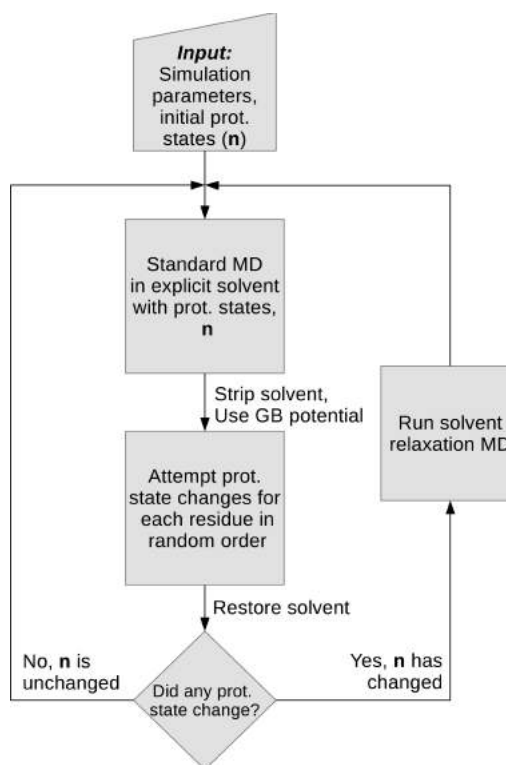 Input:
Simulation
parameters,
initial prot.
states (n)
Standard MD
in explicit solvent
with prot. states,
n
Strip solvent,
Use GB potential
Run solvent
relaxation MD
Attempt prot.
state changes for
each residue in
random order
Restore solvent
No, n is
unchanged
Yes, n has
changed
Did any prot.
state change?